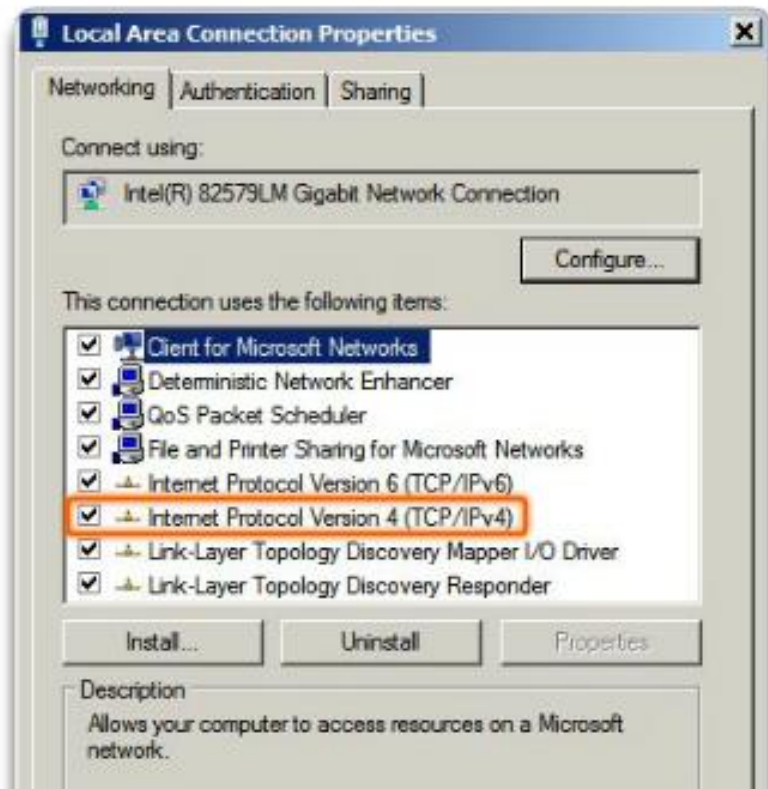 Local Area Connection Properties
Networking Authentication Sharing
Connect using:
Intel(R) 82579LM Gigabit Network Connection
Configure...
This connection uses the following items:
Client for Microsoft Networks
Deterministic Network Enhancer
QoS Packet Scheduler
File and Printer Sharing for Microsoft Networks
Internet Protocol Version 6 (TCP/IPv6)
Internet Protocol Version 4 (TCP/IPv4)
Link-Layer Topology Discovery Mapper I/O Driver
Link-Layer Topology Discovery Responder
Install... Uninstall Properties
Description
Allows your computer to access resources on a Microsoft
network.